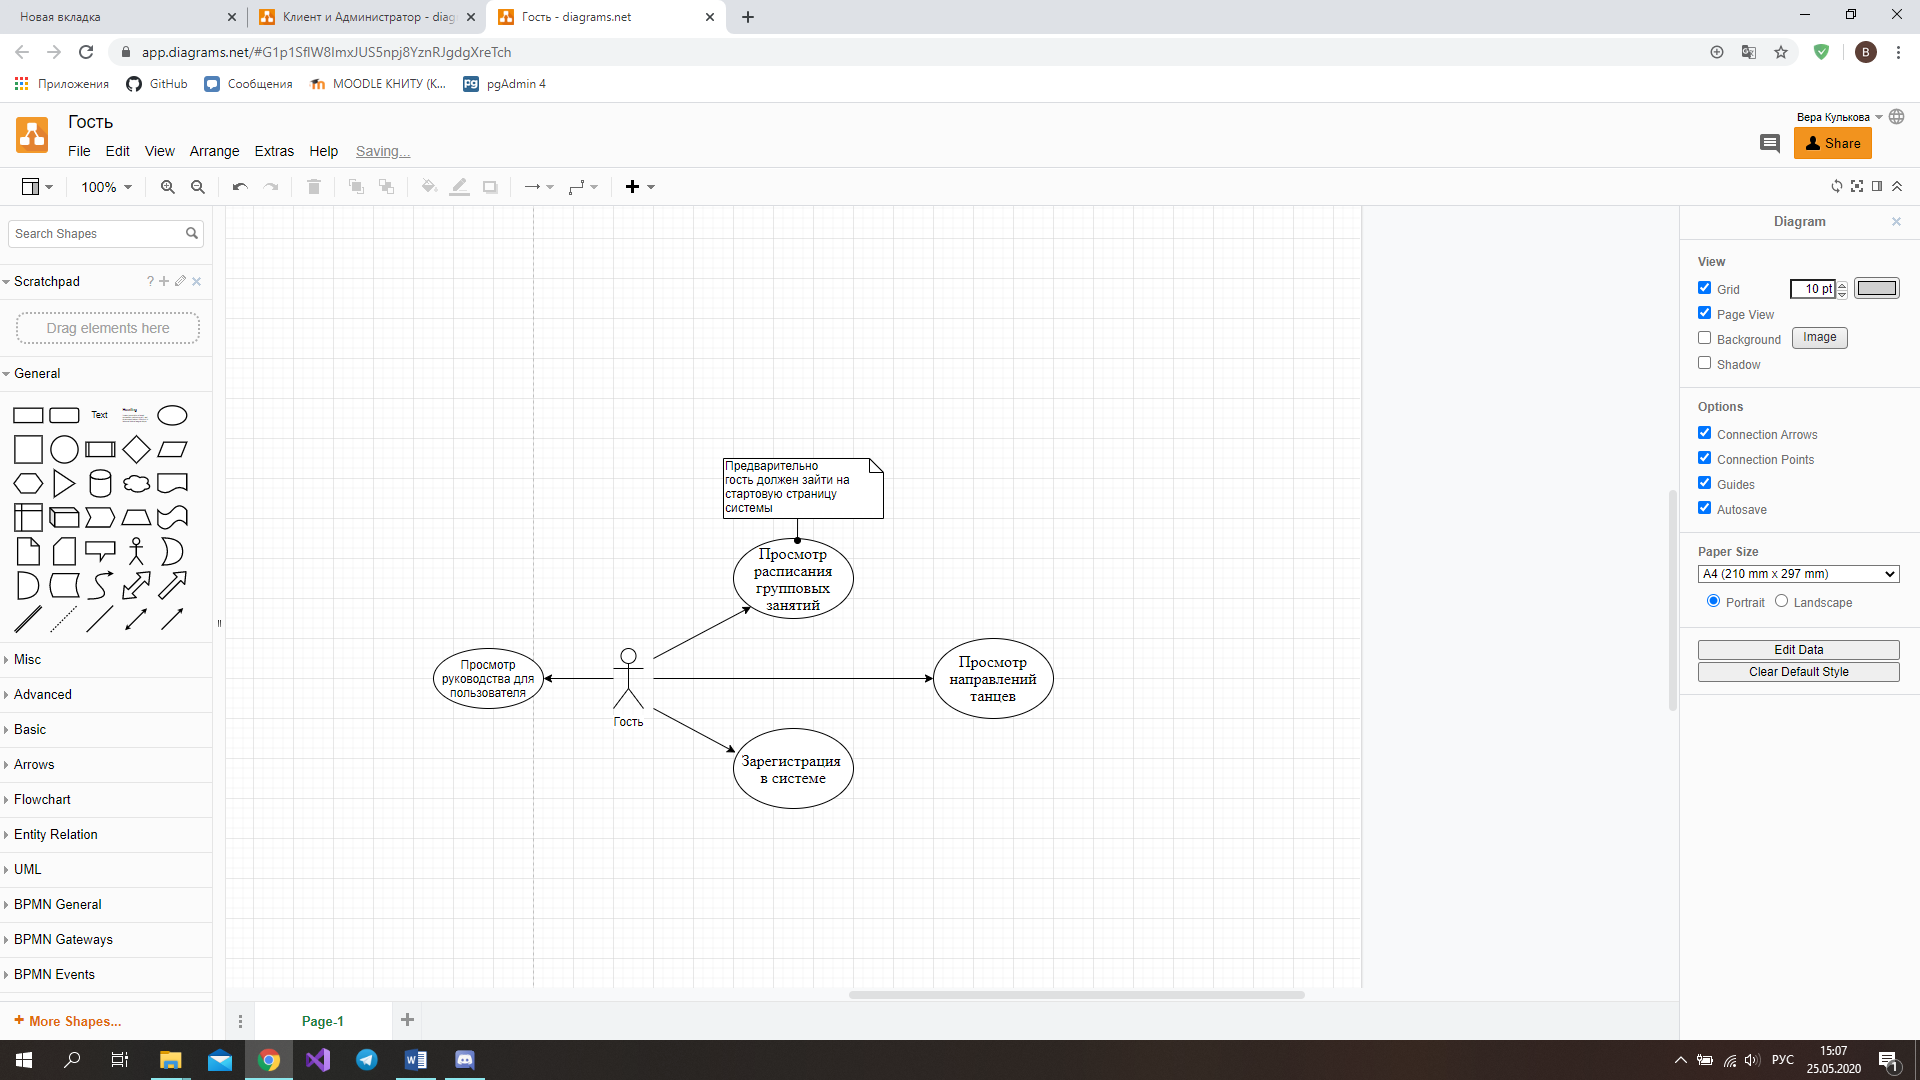 Новая вкладка
Клиент и Администратор - diag
Гость - diagrams.net
app.diagrams.net/#G1p1SflW8ImxJUS5npj8YznRJgdgXreTch
B
Приложения
GitHub
Сообщения
MOODLE КНИТУ (К...
Pg
pgAdmin 4
Гость
Вера Кулькова
File
Edit
View
Arrange
Extras
Help
Saving...
Share
100%
Search Shapes
Diagram
View
Scratchpad
?
Grid
10 pt
Drag elements here
Page View
Background
Image
Shadow
General
Options
Text
Connection Arrows
Connection Points
Guides
Autosave
Предварительно
гость должен зайти на
стартовую страницу
системы
Просмотр
расписания
групповых
занятий
Paper Size
A4 (210 mm x 297 mm)
Portrait
Landscape
Просмотр
руководства для
пользователя
Гость
Просмотр
направлений
танцев
Зарегистрация
в системе
Edit Data
Clear Default Style
Misc
Advanced
Basic
Arrows
Flowchart
Entity Relation
UML
BPMN General
BPMN Gateways
BPMN Events
More Shapes...
Page-1
РУС
15:07
25.05.2020
1